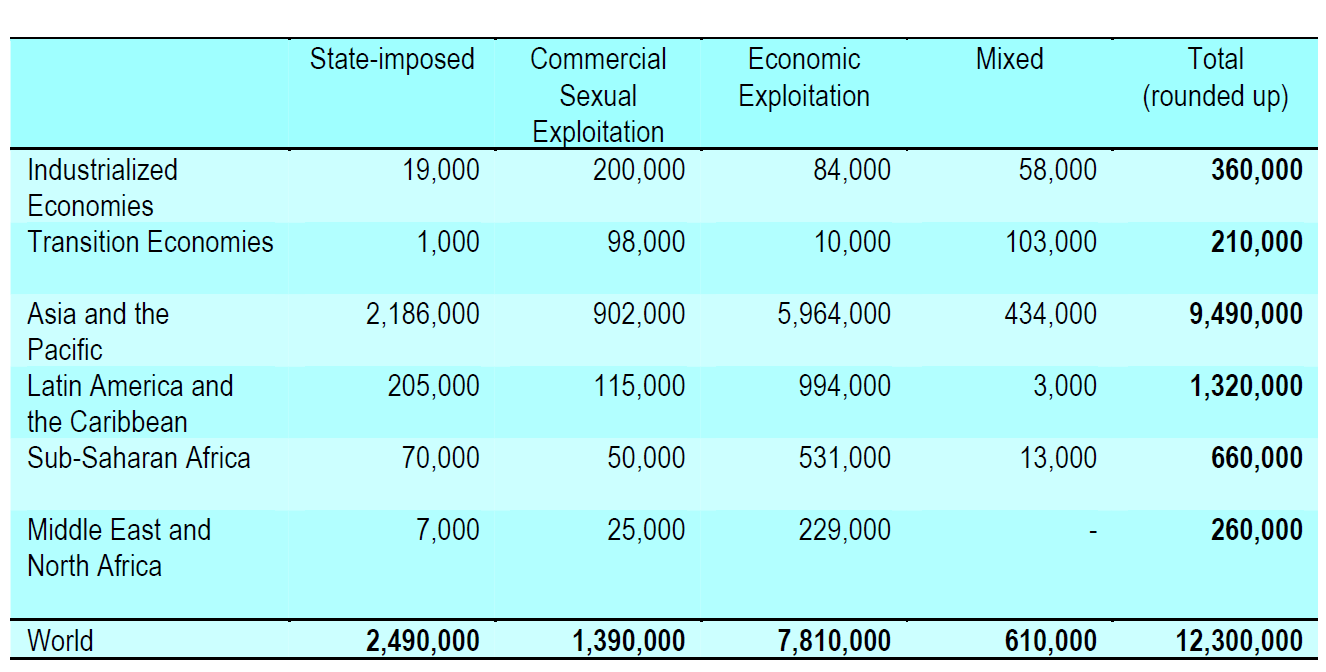 State-imposed Commercial Economic Mixed Total
Sexual Exploitation (rounded up)
Exploitation
Industrialized 19,000 200,000 84,000 58,000 360,000
Economies
Transition Economies 1,000 98,000 10,000 103,000 210,000
Asia and the 2,186,000 902,000 5,964,000 434,000 9,490,000
Pacific
Latin America and 205,000 115,000 994,000 3,000 1,320,000
the Caribbean
Sub-Saharan Africa 70,000 50,000 531,000 13,000 660,000
Middle East and 7,000 25,000 229,000 - 260,000
North Africa
World 2,490,000 1,390,000 7,810,000 610,000 12,300,000